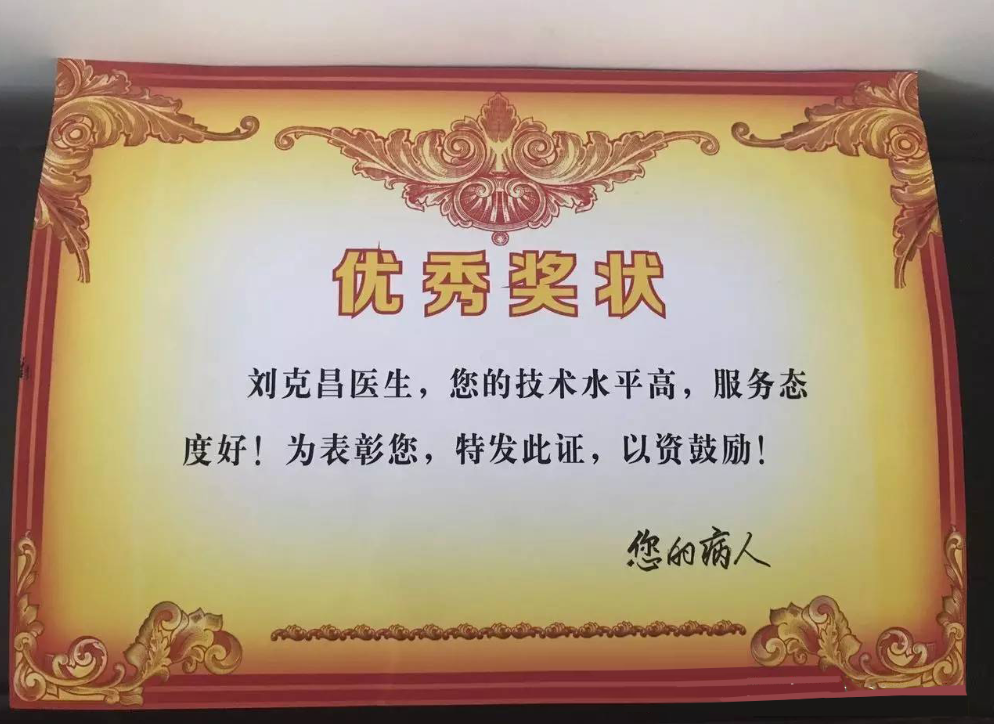 优秀奖状
刘克昌医生，您的技术水平高，服务态
度好！为表彰您，特发此证，以资鼓励！
您的病人